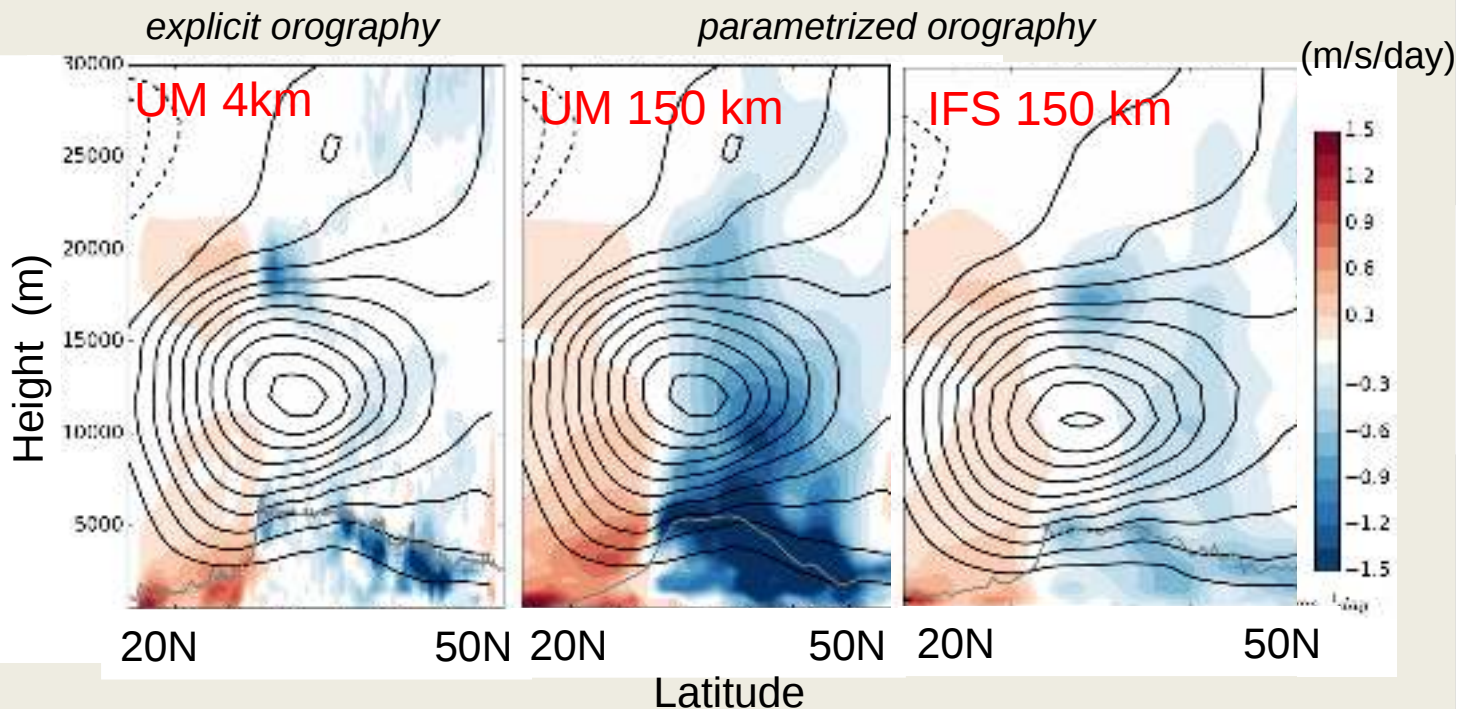 explicit orography
parametrized orography
(m/s/day)
UM 4km
UM 150 km
IFS 150 km
30000
25000
20000
15000
10000
5000
Height (m)
1.5
1.2
0.9
0.6
0.3
−0.3
−0.6
−0.9
−1.2
−1.5
20N
50N
20N
50N
20N
50N
Latitude